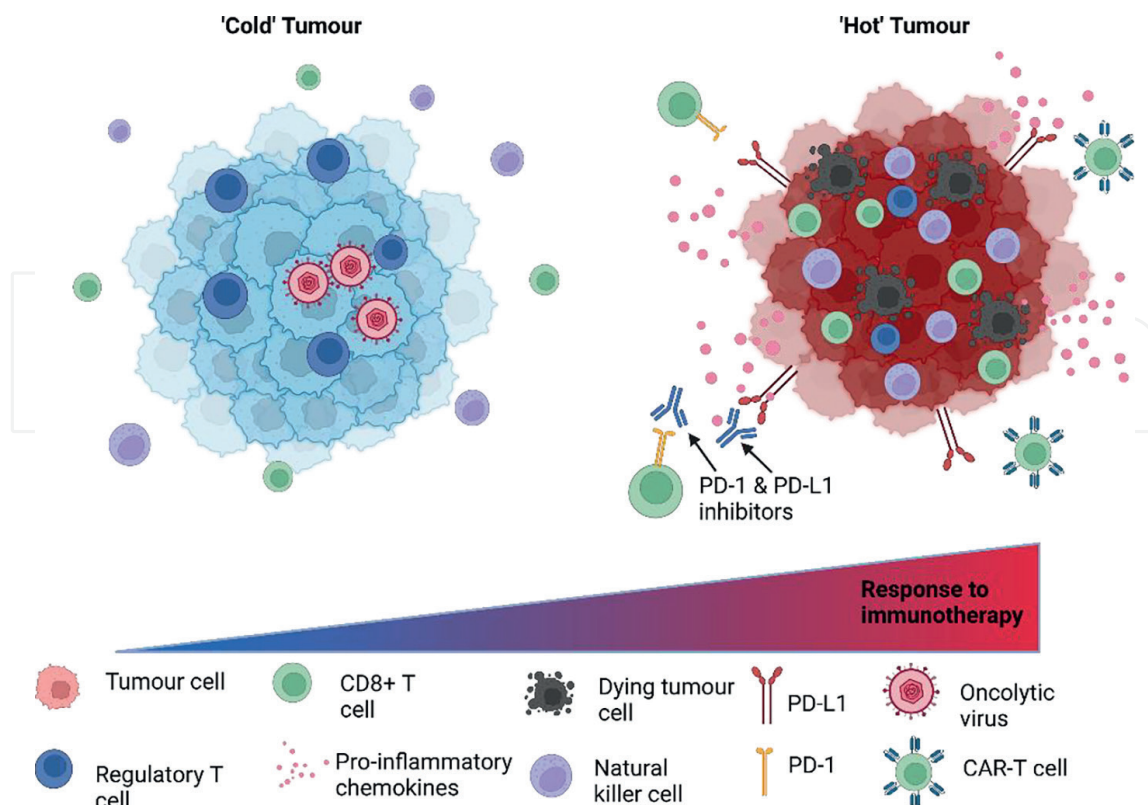 'Cold' Tumour
'Hot' Tumour
PD-1 & PD-L1
inhibitors
Response to
immunotherapy
Tumour cell
CD8+ T
cell
Dying tumour
cell
PD-L1
Oncolytic
virus
Regulatory T
cell
Pro-inflammatory
chemokines
Natural
killer cell
PD-1
CAR-T cell